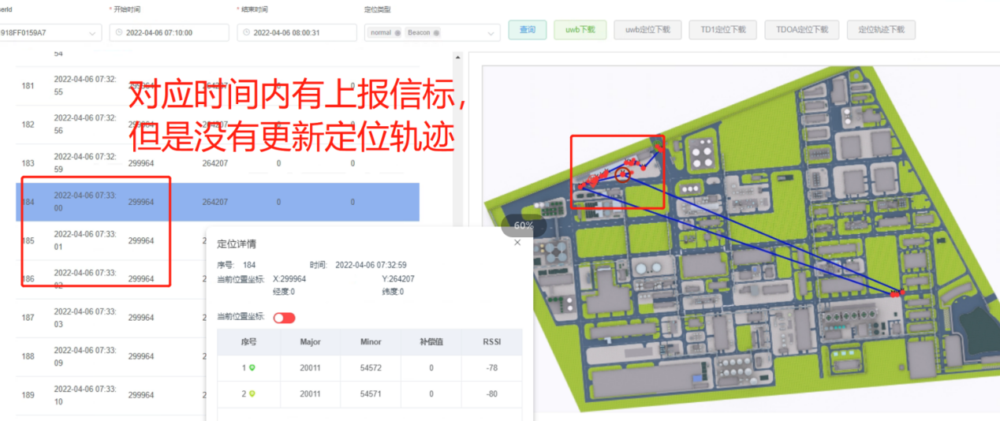 serId
* 开始时间
* 结束时间
定位类型
918FF0159A7
2022-04-06 07:10:00
2022-04-06 08:00:31
normal
Beacon
查询
uwb下载
uwb定位下载
TD1定位下载
TDOA定位下载
定位轨迹下载
54
181 2022-04-06 07:32:55 299964 264207 0 0
对应时间内有上报信标，
但是没有更新定位轨迹
182 2022-04-06 07:32:56 299964 264207 0 0
183 2022-04-06 07:32:59 299964 264207 0 0
184 2022-04-06 07:33:00 299964 264207 0 0
185 2022-04-06 07:33:01 299964 2
186 2022-04-06 07:33:02 299964 2
187 2022-04-06 07:33:03 299964 2
188 2022-04-06 07:33:09 299964 2
189 2022-04-06 07:33:10 299964 2
60%
定位详情
序号: 184 时间: 2022-04-06 07:32:59
当前位置坐标: X:299964 Y:264207
经度:0 纬度:0
当前位置坐标:
序号 Major Minor 补偿值 RSSI
1 20011 54572 0 -78
2 20011 54571 0 -80